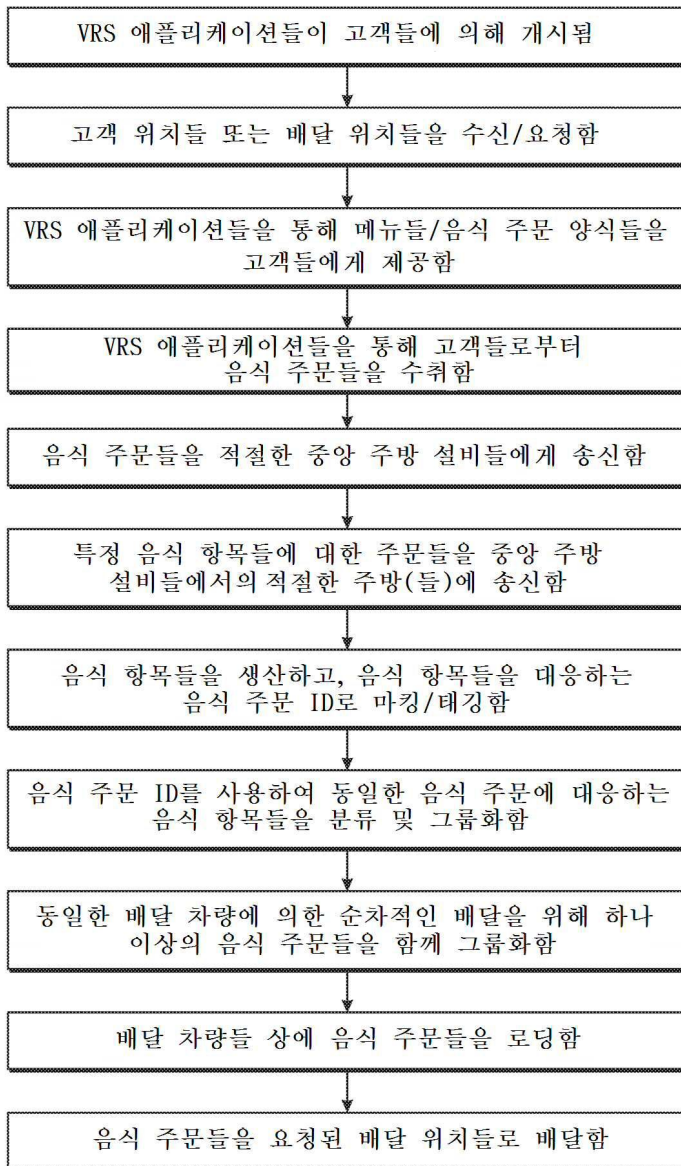 VRS 애플리케이션들이 고객들에 의해 개시됨
고객 위치들 또는 배달 위치들을 수신/요청함
VRS 애플리케이션들을 통해 메뉴들/음식 주문 양식들을
고객들에게 제공함
VRS 애플리케이션들을 통해 고객들로부터
음식 주문들을 수취함
음식 주문들을 적절한 중앙 주방 설비들에게 송신함
특정 음식 항목들에 대한 주문들을 중앙 주방
설비들에서의 적절한 주방(들)에 송신함
음식 항목들을 생산하고, 음식 항목들을 대응하는
음식 주문 ID로 마킹/태깅함
음식 주문 ID를 사용하여 동일한 음식 주문에 대응하는
음식 항목들을 분류 및 그룹화함
동일한 배달 차량에 의한 순차적인 배달을 위해 하나
이상의 음식 주문들을 함께 그룹화함
배달 차량들 상에 음식 주문들을 로딩함
음식 주문들을 요청된 배달 위치들로 배달함